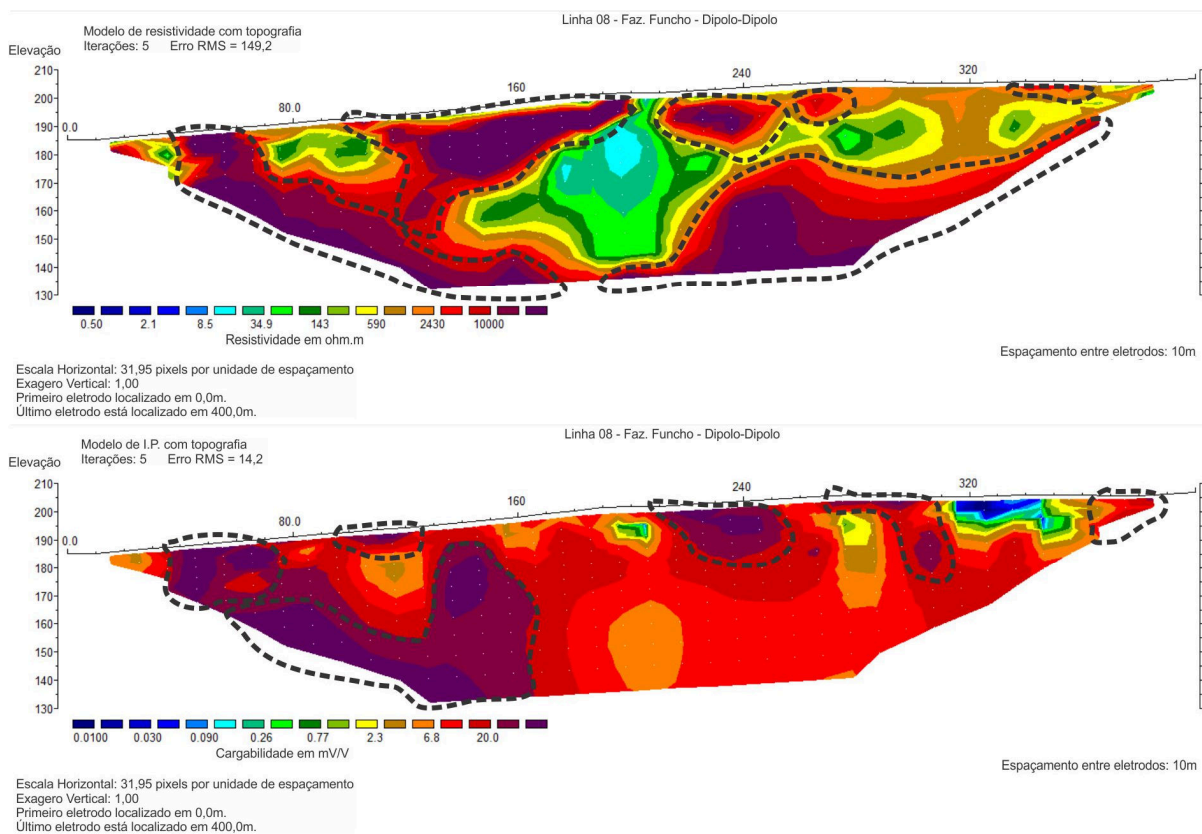 Linha 08 - Faz. Funcho - Dipolo-Dipolo
Modelo de resistividade com topografia
Iterações: 5 Erro RMS = 149,2
Elevação
210
200
190
180
170
160
150
140
130
0.0
80.0
160
240
320
0.50 2.1 8.5 34.9 143 590 2430 10000
Resistividade em ohm.m
Espaçamento entre eletrodos: 10m
Escala Horizontal: 31,95 pixels por unidade de espaçamento
Exagero Vertical: 1,00
Primeiro eletrodo localizado em 0,0m.
Último eletrodo está localizado em 400,0m.
Linha 08 - Faz. Funcho - Dipolo-Dipolo
Modelo de I.P. com topografia
Iterações: 5 Erro RMS = 14,2
Elevação
210
200
190
180
170
160
150
140
130
0.0
80.0
160
240
320
0.0100 0.030 0.090 0.26 0.77 2.3 6.8 20.0
Cargabilidade em mV/V
Espaçamento entre eletrodos: 10m
Escala Horizontal: 31,95 pixels por unidade de espaçamento
Exagero Vertical: 1,00
Primeiro eletrodo localizado em 0,0m.
Último eletrodo está localizado em 400,0m.